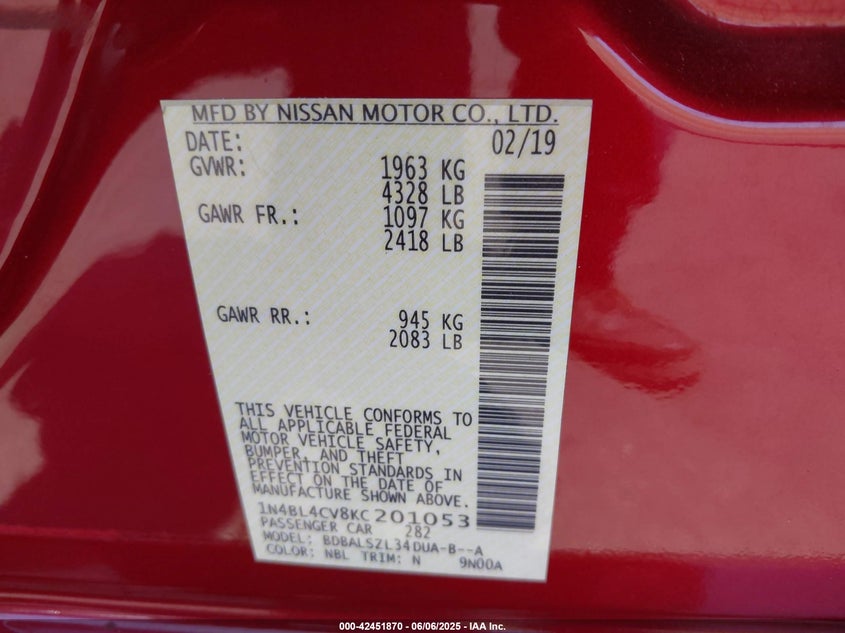 MFD BY NISSAN MOTOR CO., LTD.
DATE: 02/19
GVWR: 1963 KG
4328 LB
GAWR FR.: 1097 KG
2418 LB
GAWR RR.: 945 KG
2083 LB
THIS VEHICLE CONFORMS TO
ALL APPLICABLE FEDERAL
MOTOR VEHICLE SAFETY,
BUMPER, AND THEFT
PREVENTION STANDARDS IN
EFFECT ON THE DATE OF
MANUFACTURE SHOWN ABOVE.
1N4BL4CV8KC201053
PASSENGER CAR 282
MODEL: BDBALSZL34DUA-B--A
COLOR: NBL TRIM: N 9N00A
000-42451870 - 06/06/2025 - IAA Inc.